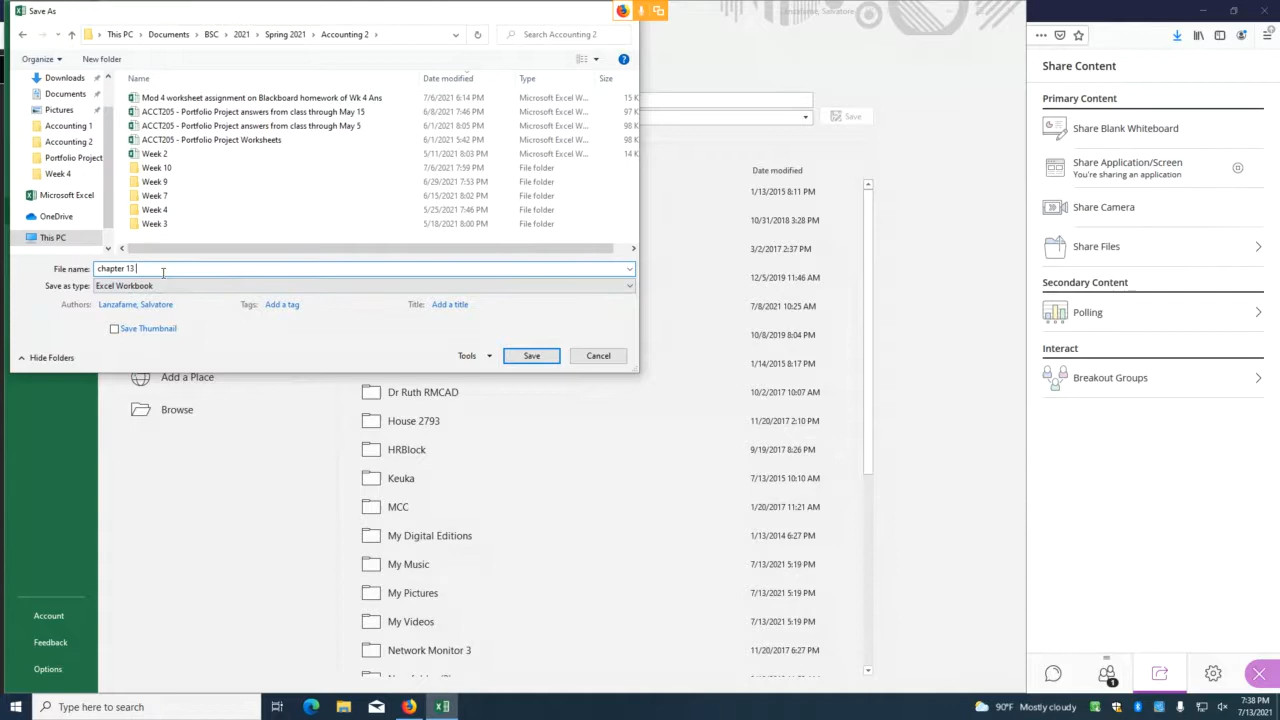 Save As
Lanzafame, Salvatore
This PC > Documents > BSC > 2021 > Spring 2021 > Accounting 2 >
Search Accounting 2
Share Content
Organize
New folder
Primary Content
Share Blank Whiteboard
Share Application/Screen
You're sharing an application
Share Camera
Share Files
Secondary Content
Polling
Interact
Breakout Groups
Downloads
Documents
Pictures
Accounting 1
Accounting 2
Portfolio Project
Week 4
Microsoft Excel
OneDrive
This PC
Name Date modified Type Size
Mod 4 worksheet assignment on Blackboard homework of Wk 4 Ans 7/6/2021 6:14 PM Microsoft Excel W... 15 K
ACCT205 - Portfolio Project answers from class through May 15 6/8/2021 7:46 PM Microsoft Excel W... 97 K
ACCT205 - Portfolio Project answers from class through May 5 6/1/2021 8:05 PM Microsoft Excel W... 98 K
ACCT205 - Portfolio Project Worksheets 6/1/2021 5:42 PM Microsoft Excel W... 98 K
Week 2 5/11/2021 8:03 PM Microsoft Excel W... 14 K
Week 10 7/6/2021 7:59 PM File folder
Week 9 6/29/2021 7:53 PM File folder
Week 7 6/15/2021 8:02 PM File folder
Week 4 5/25/2021 7:46 PM File folder
Week 3 5/18/2021 8:00 PM File folder
File name: chapter 13
Save as type: Excel Workbook
Authors: Lanzafame, Salvatore Tags: Add a tag Title: Add a title
Save Thumbnail
Hide Folders
Tools
Save
Cancel
Save
Date modified
1/13/2015 8:11 PM
10/31/2018 3:28 PM
3/2/2017 2:37 PM
12/5/2019 11:46 AM
7/8/2021 10:25 AM
10/8/2019 8:04 PM
1/14/2015 8:17 PM
Add a Place
Browse
Dr Ruth RMCAD 10/2/2017 10:07 AM
House 2793 11/20/2017 2:10 PM
HRBlock 9/19/2017 8:26 PM
Keuka 7/13/2015 10:10 AM
MCC 1/20/2017 11:21 AM
My Digital Editions 1/13/2014 6:27 PM
My Music 7/13/2021 5:19 PM
My Pictures 7/13/2021 5:19 PM
My Videos 7/13/2021 5:19 PM
Network Monitor 3 11/20/2017 6:27 PM
Account
Feedback
Options
1
Type here to search
90°F Mostly cloudy
7:38 PM
7/13/2021